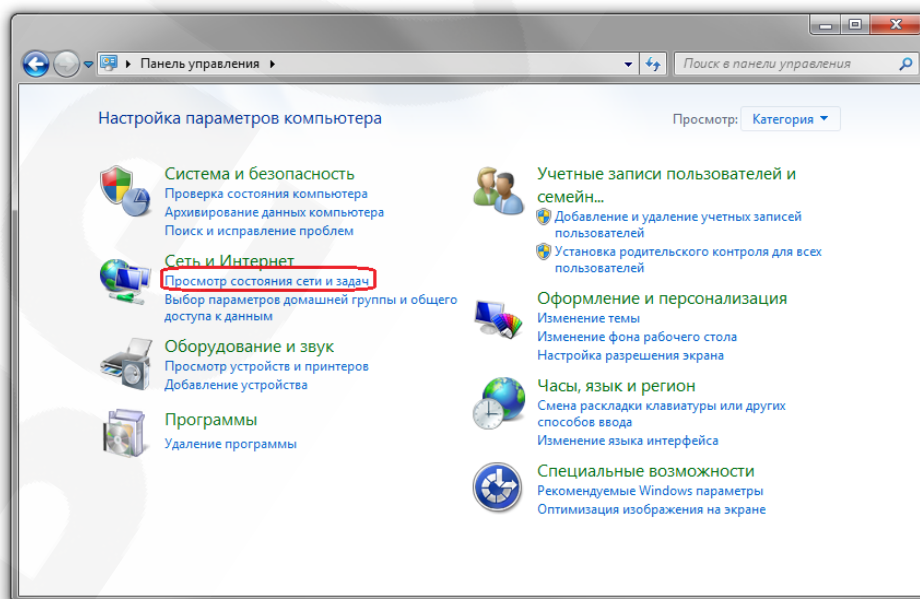 Панель управления
Поиск в панели управления
Настройка параметров компьютера
Просмотр: Категория
Система и безопасность
Проверка состояния компьютера
Архивирование данных компьютера
Поиск и исправление проблем
Сеть и Интернет
Просмотр состояния сети и задач
Выбор параметров домашней группы и общего
доступа к данным
Оборудование и звук
Просмотр устройств и принтеров
Добавление устройства
Программы
Удаление программы
Учетные записи пользователей и
семейн...
Добавление и удаление учетных записей
пользователей
Установка родительского контроля для всех
пользователей
Оформление и персонализация
Изменение темы
Изменение фона рабочего стола
Настройка разрешения экрана
Часы, язык и регион
Смена раскладки клавиатуры или других
способов ввода
Изменение языка интерфейса
Специальные возможности
Рекомендуемые Windows параметры
Оптимизация изображения на экране